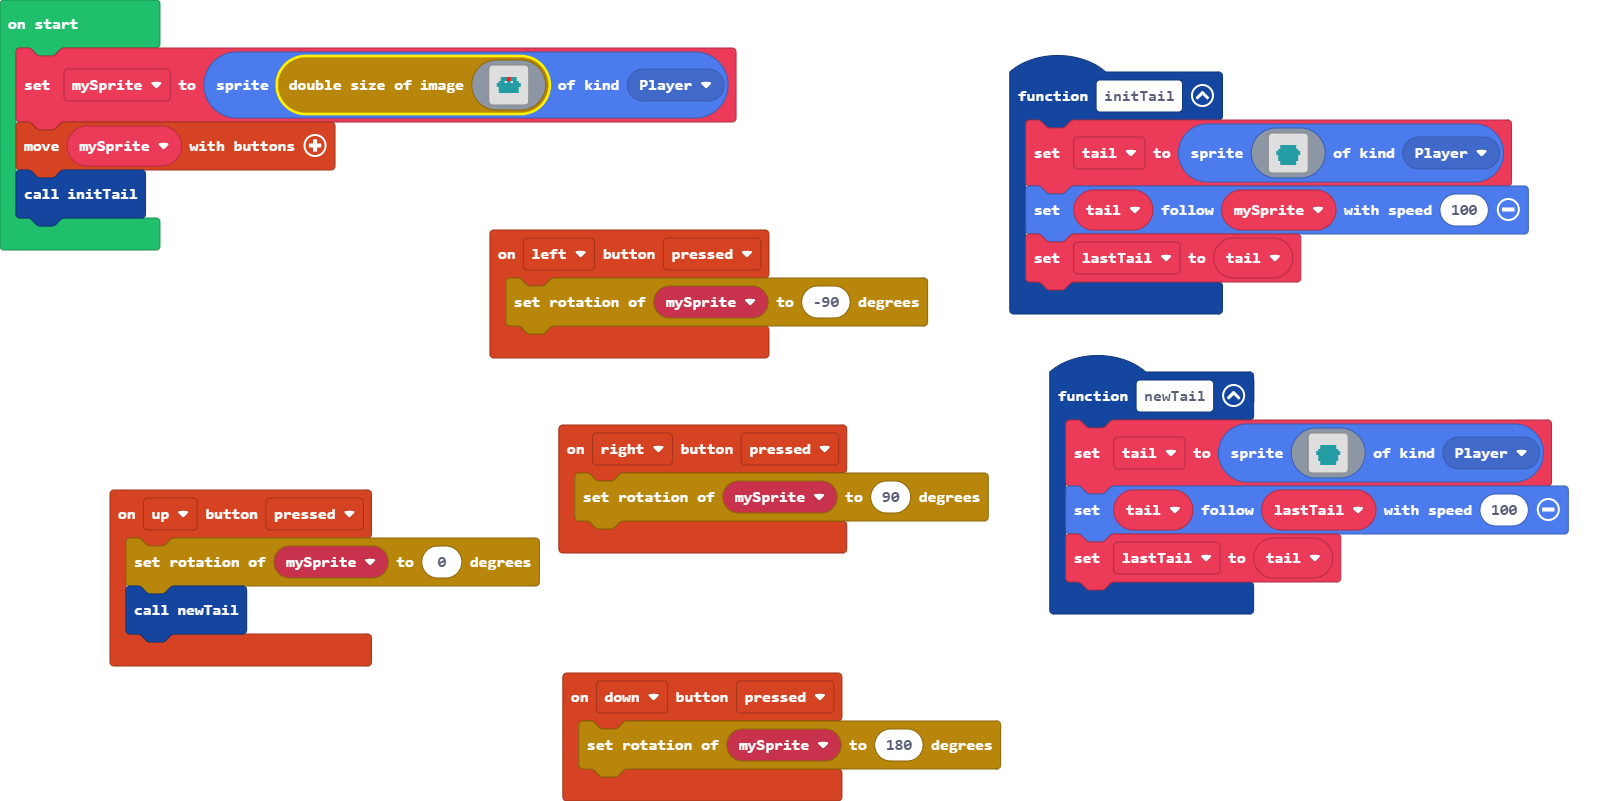 on start
set mySprite to sprite double size of image of kind Player
move mySprite with buttons
call initTail
function initTail
set tail to sprite of kind Player
set tail follow mySprite with speed 100
set lastTail to tail
on left button pressed
set rotation of mySprite to -90 degrees
function newTail
set tail to sprite of kind Player
set tail follow lastTail with speed 100
set lastTail to tail
on right button pressed
set rotation of mySprite to 90 degrees
on up button pressed
set rotation of mySprite to 0 degrees
call newTail
on down button pressed
set rotation of mySprite to 180 degrees